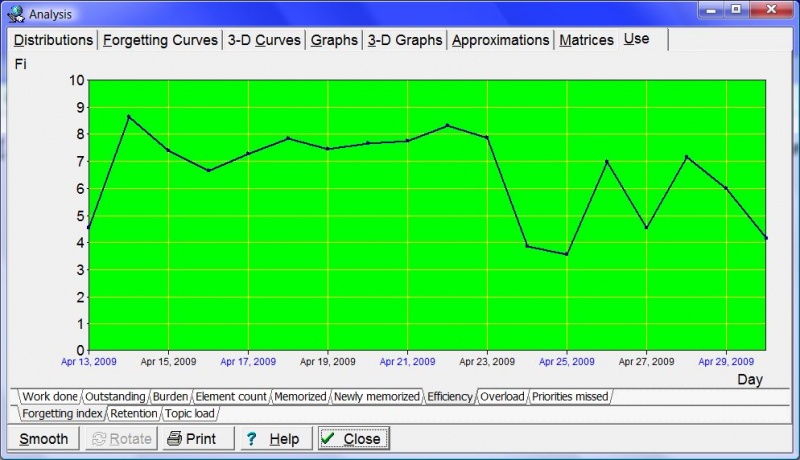 Analysis
Distributions Forgetting Curves 3-D Curves Graphs 3-D Graphs Approximations Matrices Use
Fi
10
9
8
7
6
5
4
3
2
1
0
Apr 13, 2009 Apr 15, 2009 Apr 17, 2009 Apr 19, 2009 Apr 21, 2009 Apr 23, 2009 Apr 25, 2009 Apr 27, 2009 Apr 29, 2009
Day
Work done Outstanding Burden Element count Memorized Newly memorized Efficiency Overload Priorities missed
Forgetting index Retention Topic load
Smooth Rotate Print ? Help Close